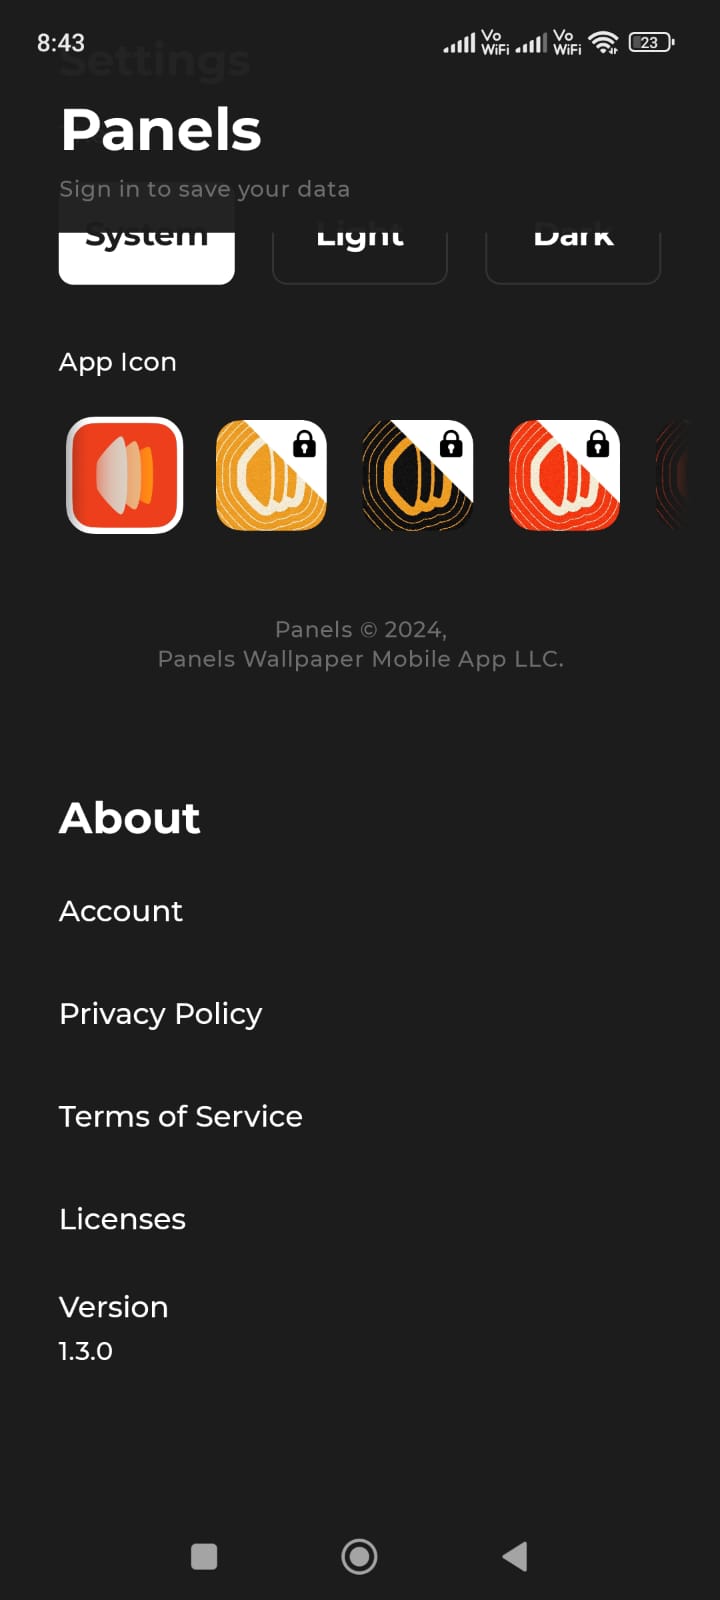 8:43
Vo
WiFi
Vo
WiFi
23
Settings
Panels
Sign in to save your data
System
Light
Dark
App Icon
Panels © 2024,
Panels Wallpaper Mobile App LLC.
About
Account
Privacy Policy
Terms of Service
Licenses
Version
1.3.0